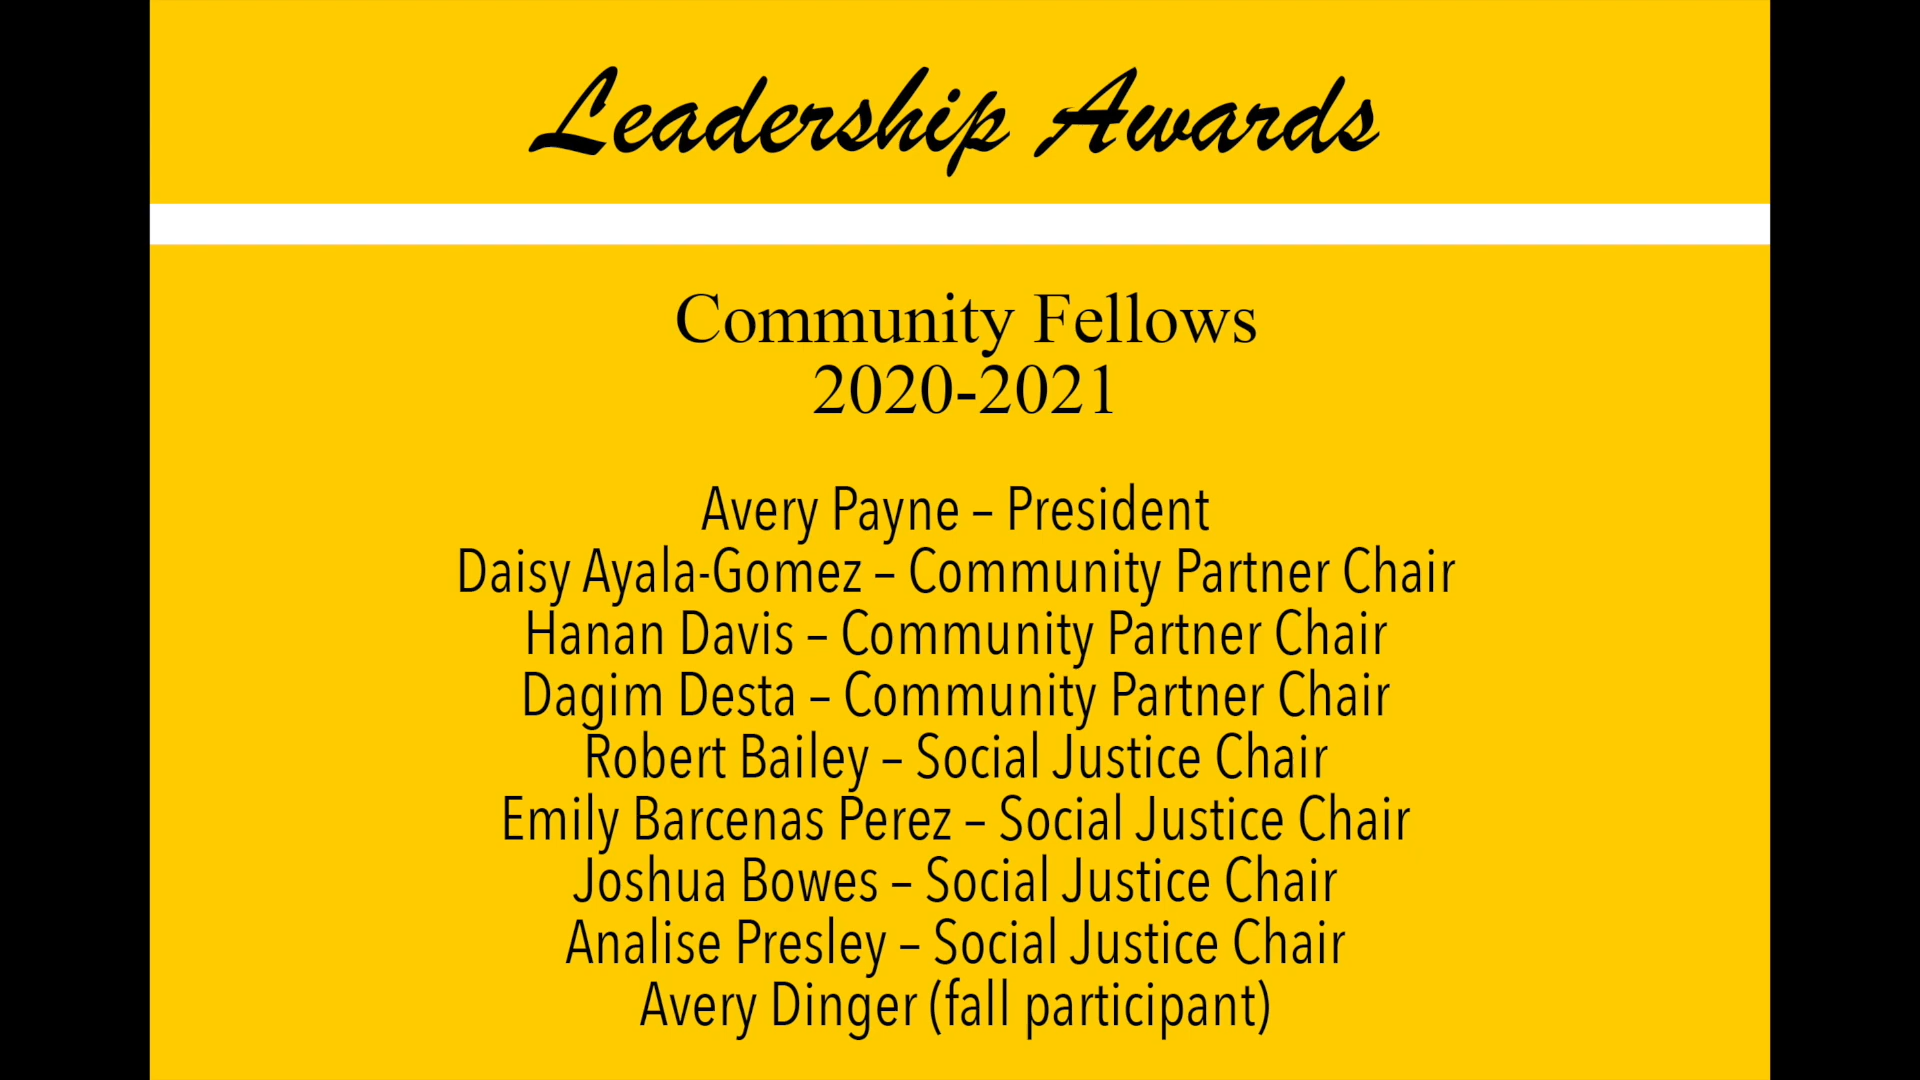 Leadership Awards
Community Fellows
2020-2021
Avery Payne – President
Daisy Ayala-Gomez – Community Partner Chair
Hanan Davis – Community Partner Chair
Dagim Desta – Community Partner Chair
Robert Bailey – Social Justice Chair
Emily Barcenas Perez – Social Justice Chair
Joshua Bowes – Social Justice Chair
Analise Presley – Social Justice Chair
Avery Dinger (fall participant)